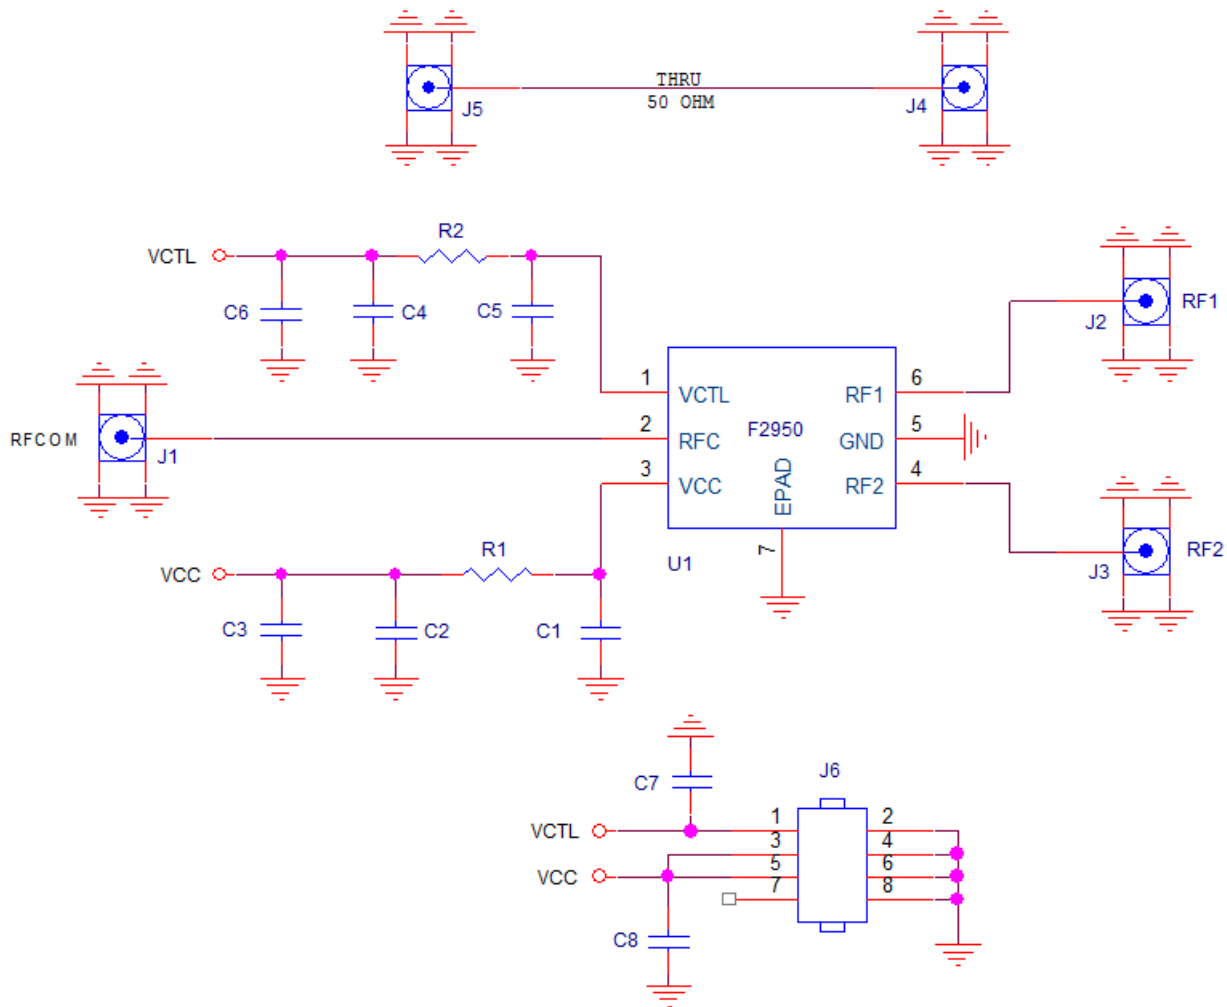 THRU
J5
50 OHM
J4
R2
VCTL
C6
C4
C5
J2
RF1
1
6
VCTL
RF1
RFCOM
J1
2
RFC
F2950
GND
5
3
VCC
EPAD
RF2
4
R1
VCC
U1
7
J3
RF2
C3
C2
C1
C7
J6
VCTL
1
2
3
4
VCC
5
6
7
8
C8